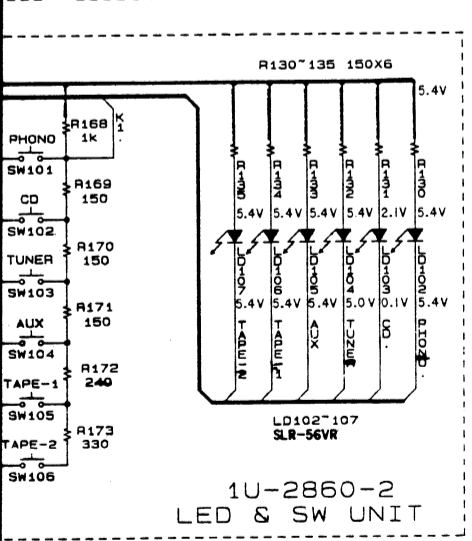 R130~135 150X6
5.4V
R168
1k
K1.
PHONO
SW101
R169
150
CD
SW102
R170
150
TUNER
SW103
R171
150
AUX
SW104
R172
240
TAPE-1
SW105
R173
330
TAPE-2
SW106
R135
R134
R133
R132
R131
R130
5.4V 5.4V 5.4V 5.4V 2.1V 5.4V
LD107
LD106
LD105
LD104
LD103
LD102
5.4V 5.4V 5.4V 5.0V 0.1V 5.4V
TAPE-2
TAPE-1
AUX
TUNER
CD.
PHONO.
LD102~107
SLR-56VR
1U-2860-2
LED & SW UNIT